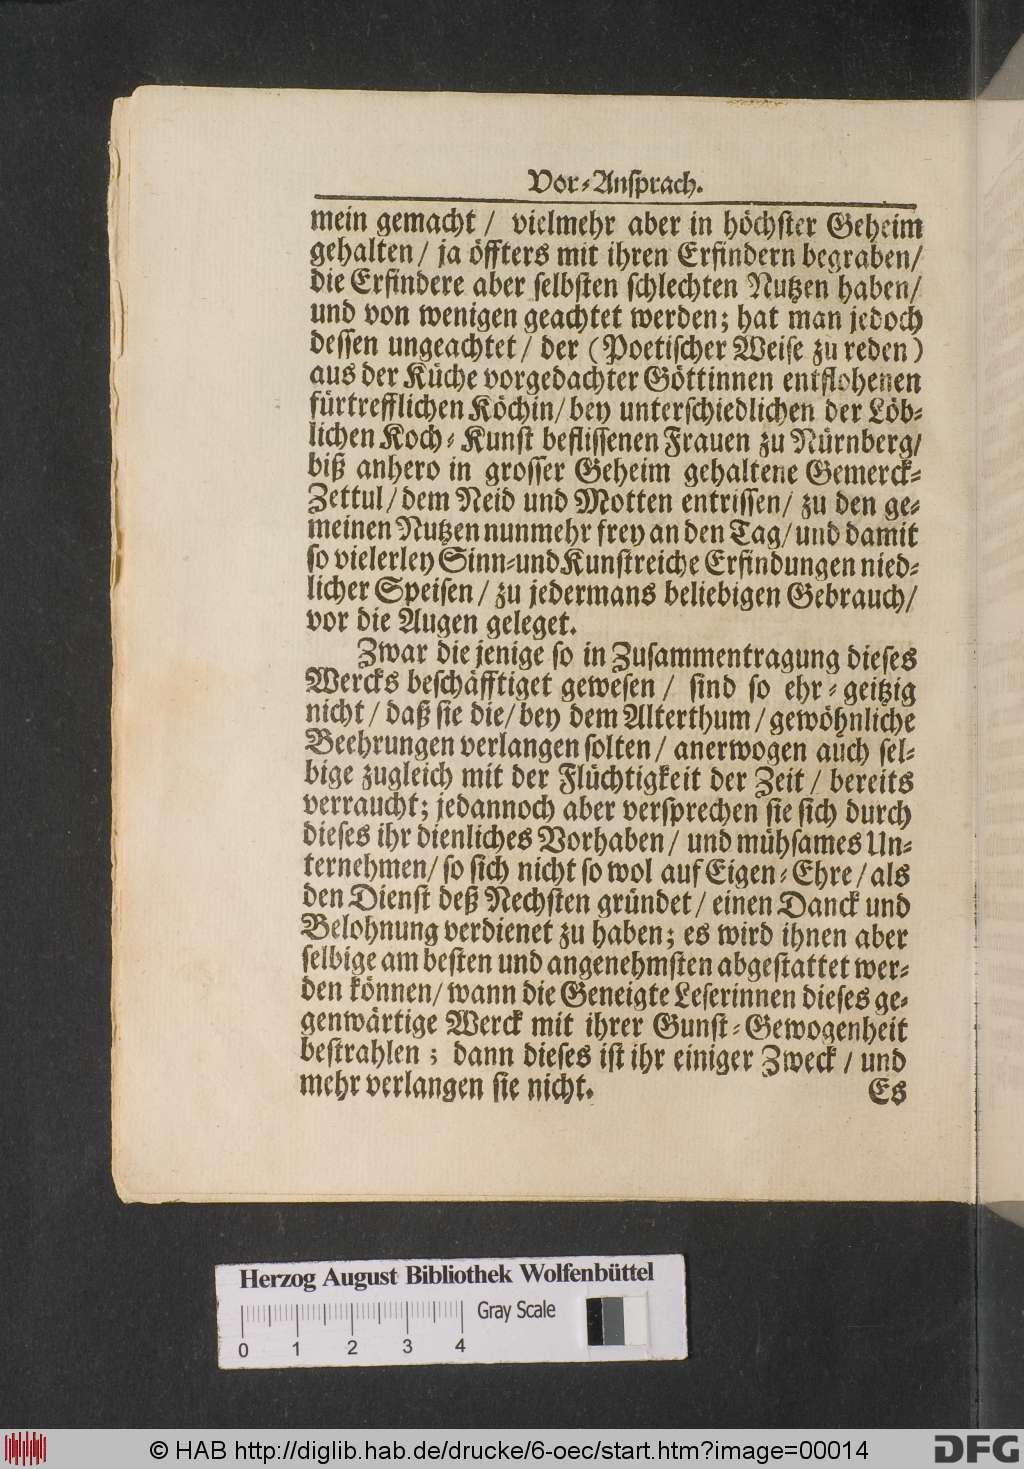 Vor-Ansprach.
mein gemacht / vielmehr aber in höchster Geheim
gehalten / ja öffters mit ihren Erfindern begraben /
die Erfindere aber selbsten schlechten Nutzen haben /
und von wenigen geachtet werden; hat man jedoch
dessen ungeachtet / der (Poetischer Weise zu reden)
aus der Küche vorgedachter Göttinnen entflohenen
fürtrefflichen Köchin / bey unterschiedlichen der Löb-
lichen Koch-Kunst beflissenen Frauen zu Nürnberg /
biß anhero in grosser Geheim gehaltene Gemerck-
Zettul / dem Neid und Motten entrissen / zu den ge-
meinen Nutzen nunmehr frey an den Tag / und damit
so vielerley Sinn- und Kunstreiche Erfindungen nied-
licher Speisen / zu jedermans beliebigen Gebrauch /
vor die Augen geleget.
Zwar die jenige so in Zusammentragung dieses
Wercks beschäfftiget gewesen / sind so ehr-geitzig
nicht / daß sie die / bey dem Alterthum / gewöhnliche
Beehrungen verlangen solten / anerwogen auch sel-
bige zugleich mit der Flüchtigkeit der Zeit / bereits
verraucht; jedannoch aber versprechen sie sich durch
dieses ihr dienliches Vorhaben / und mühsames Un-
ternehmen / so sich nicht so wol auf Eigen-Ehre / als
den Dienst deß Nechsten gründet / einen Danck und
Belohnung verdienet zu haben; es wird ihnen aber
selbige am besten und angenehmsten abgestattet wer-
den können / wann die Geneigte Leserinnen dieses ge-
genwärtige Werck mit ihrer Gunst-Gewogenheit
bestrahlen; dann dieses ist ihr einiger Zweck / und
mehr verlangen sie nicht.
Es
Herzog August Bibliothek Wolfenbüttel
Gray Scale
0 1 2 3 4
© HAB http://diglib.hab.de/drucke/6-oec/start.htm?image=00014
DFG